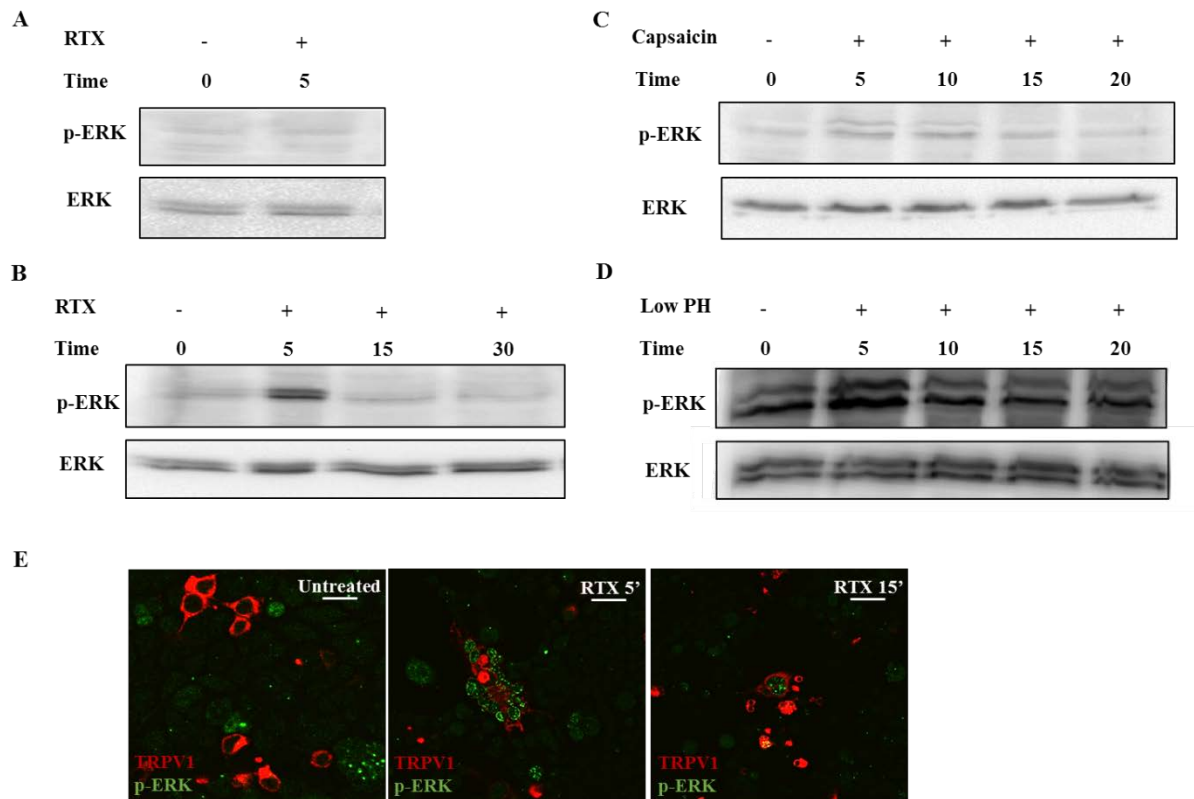 A
RTX - +
Time 0 5
p-ERK
ERK
B
RTX - + + +
Time 0 5 15 30
p-ERK
ERK
C
Capsaicin - + + + +
Time 0 5 10 15 20
p-ERK
ERK
D
Low PH - + + + +
Time 0 5 10 15 20
p-ERK
ERK
E
Untreated
TRPV1
p-ERK
RTX 5'
TRPV1
p-ERK
RTX 15'
TRPV1
p-ERK